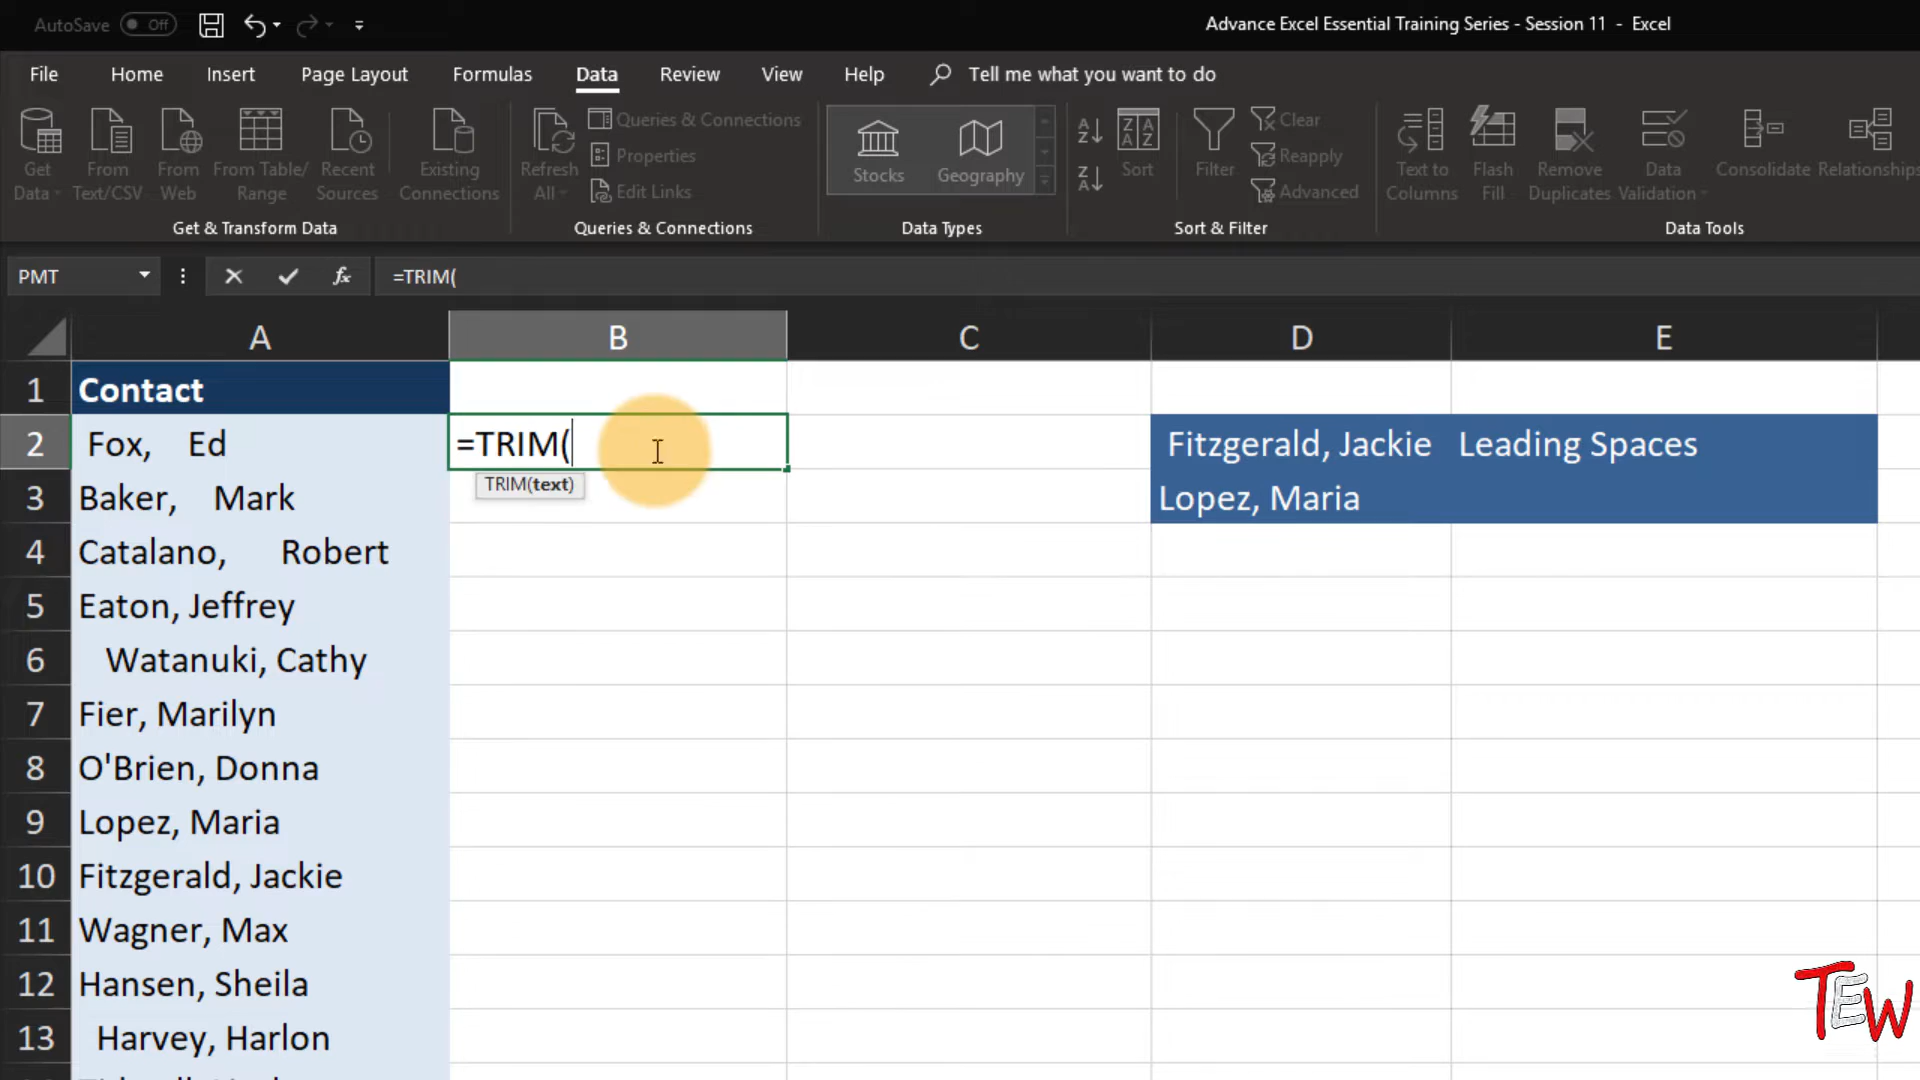 AutoSave Off
Advance Excel Essential Training Series - Session 11 - Excel
File Home Insert Page Layout Formulas Data Review View Help Tell me what you want to do
Get Data
From Text/CSV
From Web
From Table/ Range
Recent Sources
Existing Connections
Get & Transform Data
Refresh All
Queries & Connections
Properties
Edit Links
Queries & Connections
Stocks
Geography
Data Types
Sort
Filter
Clear
Reapply
Advanced
Sort & Filter
Text to Columns
Flash Fill
Remove Duplicates
Data Validation
Consolidate
Relationships
Data Tools
PMT fx =TRIM(
A B C D E
1 Contact
2 Fox, Ed =TRIM( Fitzgerald, Jackie Leading Spaces
TRIM(text)
3 Baker, Mark Lopez, Maria
4 Catalano, Robert
5 Eaton, Jeffrey
6 Watanuki, Cathy
7 Fier, Marilyn
8 O'Brien, Donna
9 Lopez, Maria
10 Fitzgerald, Jackie
11 Wagner, Max
12 Hansen, Sheila
13 Harvey, Harlon
TEW